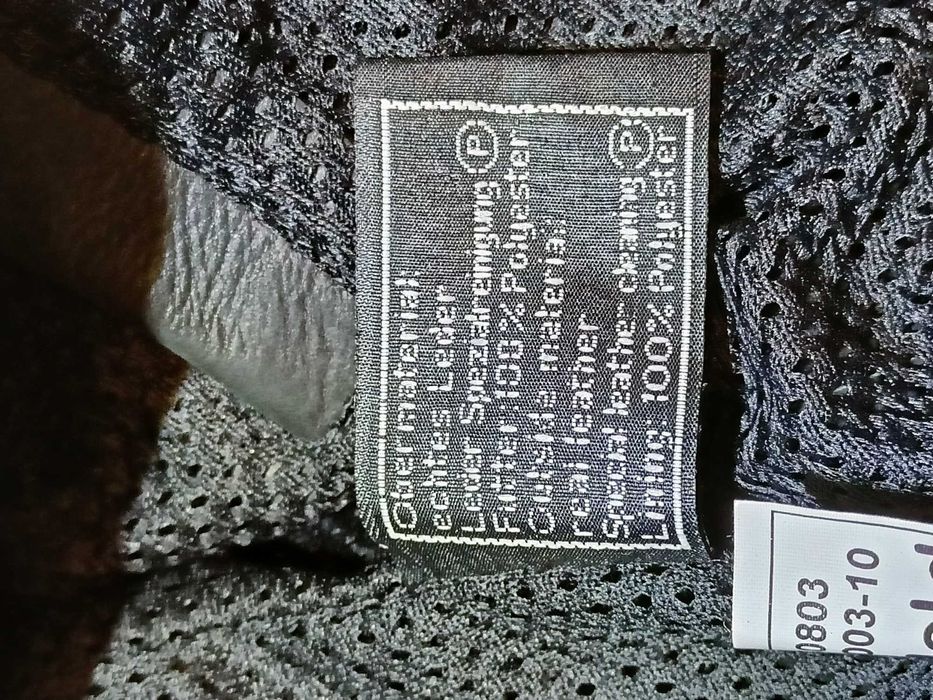 Obermaterial:
echtes Leder
Leder Spezialreinigung Ⓟ
Futter: 100% Polyester
Outside material:
real leather
Special leather cleaning Ⓟ
Lining: 100% Polyester
0803
003-10